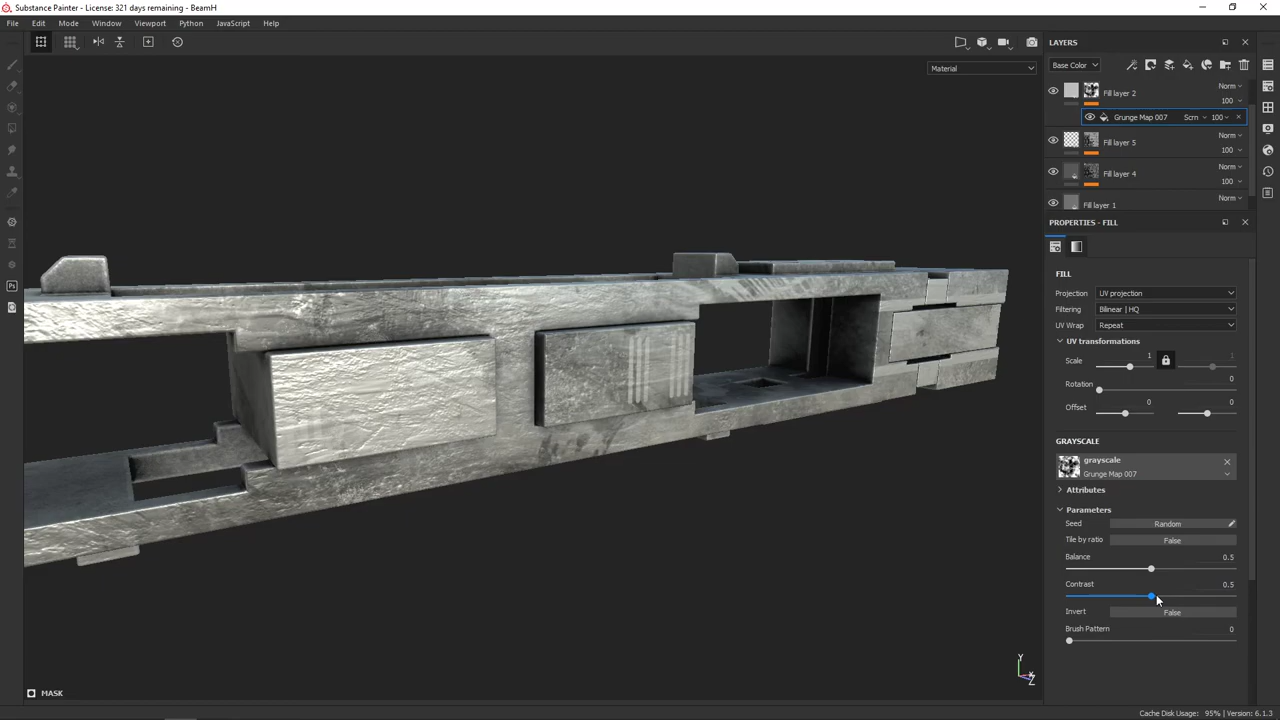 Substance Painter - License: 321 days remaining - BeamH
File Edit Mode Window Viewport Python JavaScript Help
Material
LAYERS
Base Color
Fill layer 2 Norm 100
Grunge Map 007 Scrn 100
Fill layer 5 Norm 100
Fill layer 4 Norm 100
Fill layer 1 Norm
PROPERTIES - FILL
FILL
Projection UV projection
Filtering Bilinear | HQ
UV Wrap Repeat
UV transformations
Scale 1 1
Rotation 0
Offset 0 0
GRAYSCALE
grayscale
Grunge Map 007
Attributes
Parameters
Seed Random
Tile by ratio False
Balance 0.5
Contrast 0.5
Invert False
Brush Pattern 0
Ps
Y
Z
MASK
Cache Disk Usage: 95% | Version: 6.1.3